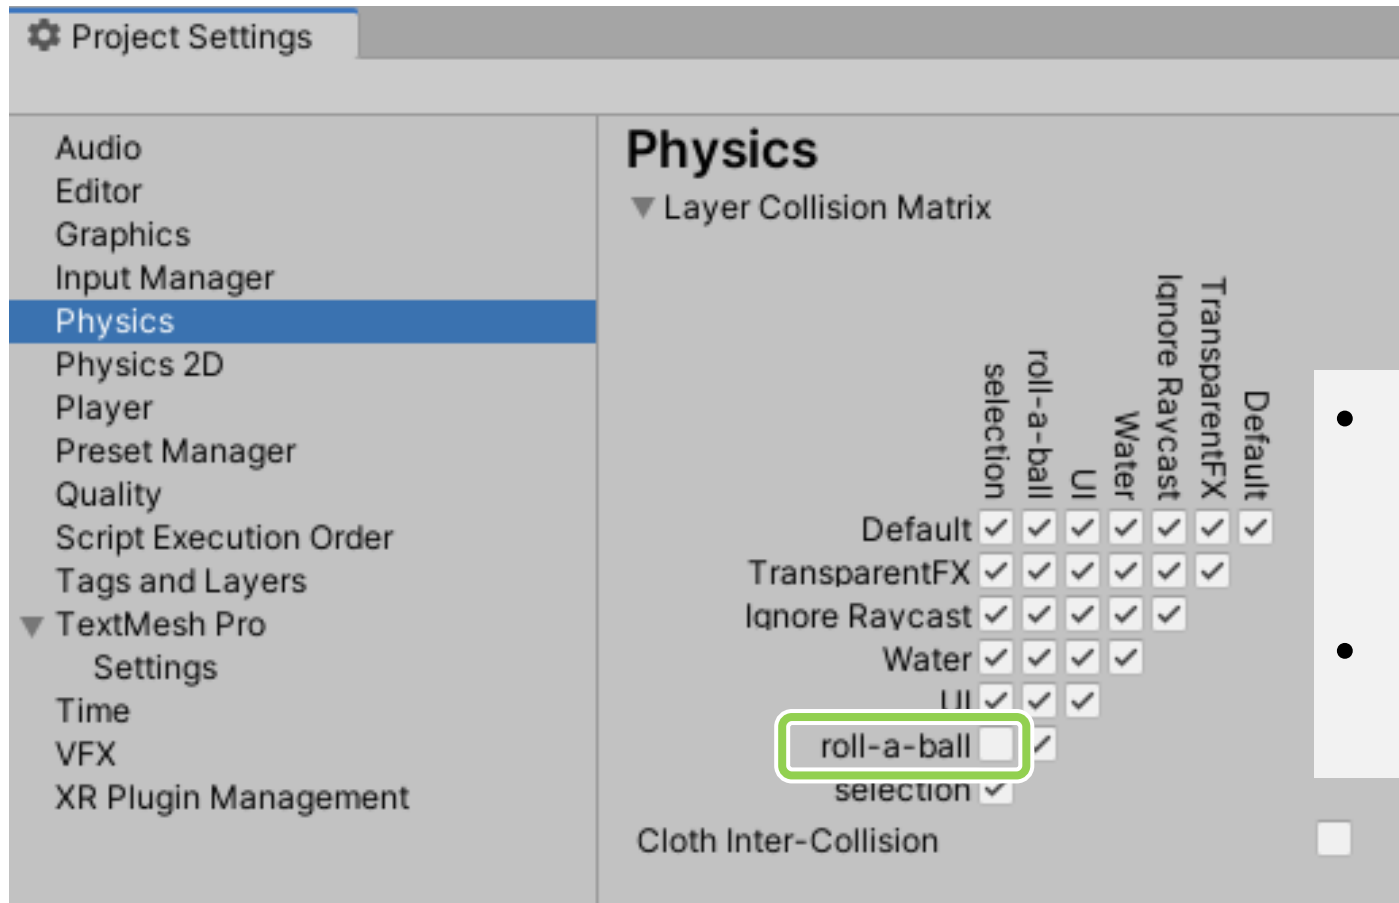 Project Settings
Audio
Editor
Graphics
Input Manager
Physics
Physics 2D
Player
Preset Manager
Quality
Script Execution Order
Tags and Layers
TextMesh Pro
Settings
Time
VFX
XR Plugin Management
Physics
Layer Collision Matrix
selection
roll-a-ball
UI
Water
Ignore Raycast
TransparentFX
Default
Default
TransparentFX
Ignore Raycast
Water
UI
roll-a-ball
selection
Cloth Inter-Collision